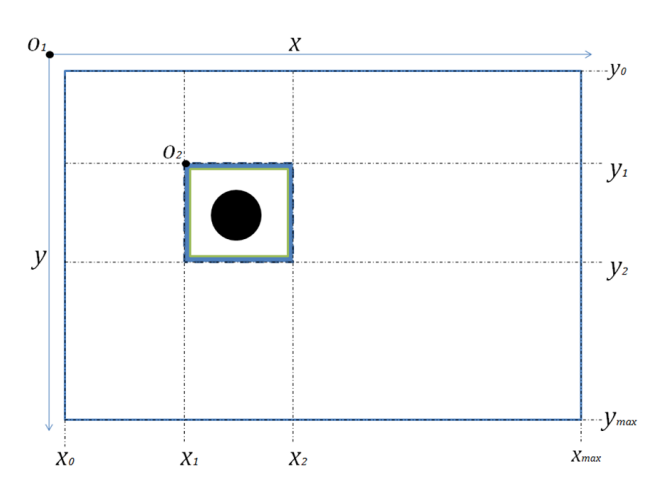 O₁ X
y₀
O₂
y₁
y
y₂
yₘₐₓ
X₀ X₁ X₂ xₘₐₓ